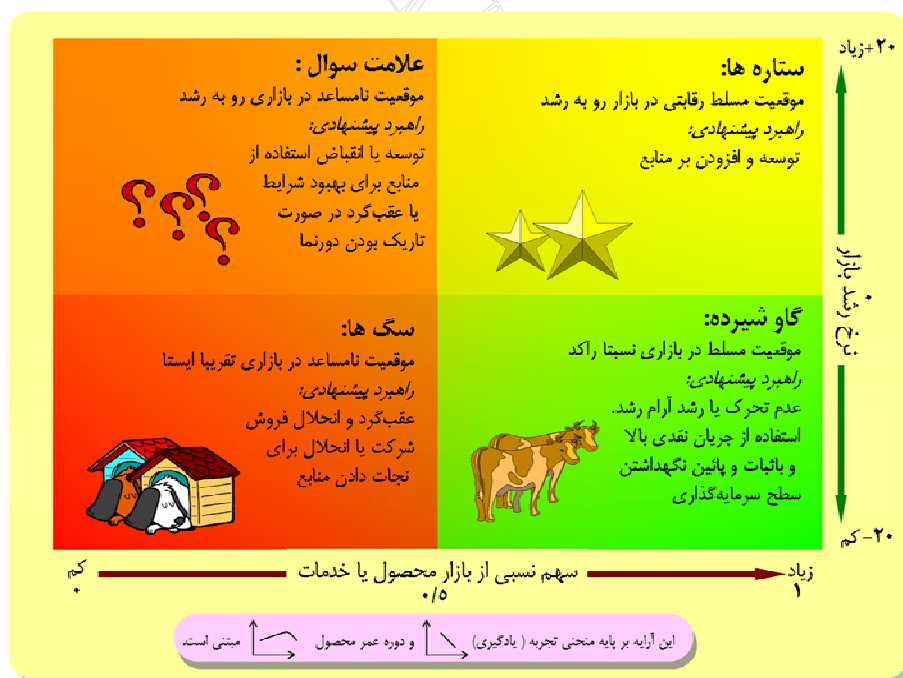 علامت سوال :
موقعیت نامساعد در بازاری رو به رشد
راهبرد پیشنهادی:
توسعه یا انقباض استفاده از
منابع برای بهبود شرایط
یا عقب‌گرد در صورت
تاریک بودن دورنما
ستاره ها:
موقعیت مسلط رقابتی در بازار رو به رشد
راهبرد پیشنهادی:
توسعه و افزودن بر منابع
سگ ها:
موقعیت نامساعد در بازاری تقریبا ایستا
راهبرد پیشنهادی:
عقب‌گرد و انحلال فروش
شرکت یا انحلال برای
نجات دادن منابع
گاو شیرده:
موقعیت مسلط در بازاری نسبتا راکد
راهبرد پیشنهادی:
عدم تحرک یا رشد آرام رشد.
استفاده از جریان نقدی بالا
و باثبات و پائین نگهداشتن
سطح سرمایه‌گذاری
۲۰+زیاد
نرخ رشد بازار
۲۰-کم
کم
۰
سهم نسبی از بازار محصول یا خدمات
۰/۵
زیاد
۱
این آرایه بر پایه منحنی تجربه ( یادگیری) و دوره عمر محصول مبتنی است.